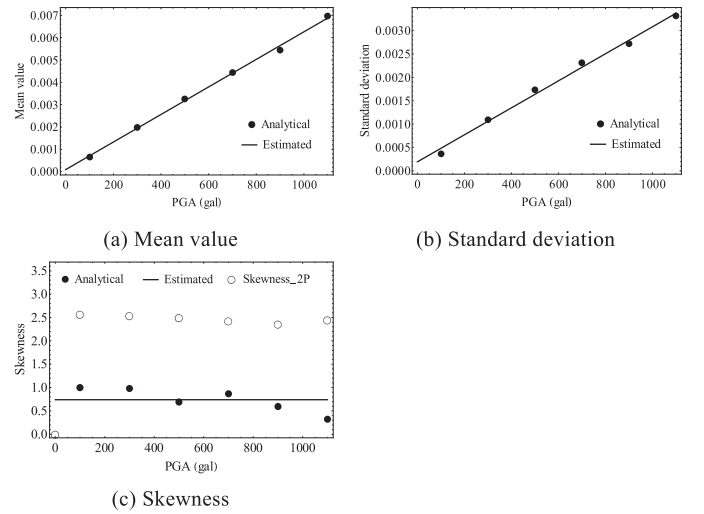 0.007
0.006
0.005
0.004
0.003
0.002
0.001
0.000
Mean value
Analytical
Estimated
0 200 400 600 800 1000
PGA (gal)
(a) Mean value
0.0030
0.0025
0.0020
0.0015
0.0010
0.0005
0.0000
Standard deviation
Analytical
Estimated
0 200 400 600 800 1000
PGA (gal)
(b) Standard deviation
3.5
3.0
2.5
2.0
1.5
1.0
0.5
0.0
Skewness
Analytical Estimated Skewness_2P
0 200 400 600 800 1000
PGA (gal)
(c) Skewness